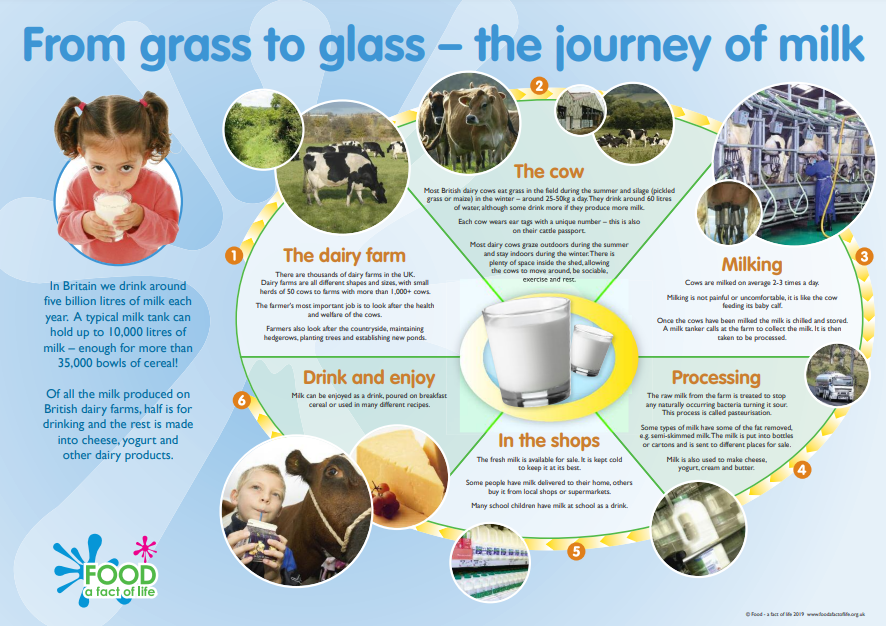 From grass to glass – the journey of milk
In Britain we drink around
five billion litres of milk each
year. A typical milk tank can
hold up to 10,000 litres of
milk – enough for more than
35,000 bowls of cereal!
Of all the milk produced on
British dairy farms, half is for
drinking and the rest is made
into cheese, yogurt and
other dairy products.
FOOD
a fact of life
1
The dairy farm
There are thousands of dairy farms in the UK.
Dairy farms are all different shapes and sizes, with small
herds of 50 cows to farms with more than 1,000+ cows.
The farmer's most important job is to look after the health
and welfare of the cows.
Farmers also look after the countryside, maintaining
hedgerows, planting trees and establishing new ponds.
2
The cow
Most British dairy cows eat grass in the field during the summer and silage (pickled
grass or maize) in the winter – around 25-50kg a day. They drink around 60 litres
of water, although some drink more if they produce more milk.
Each cow wears ear tags with a unique number – this is also
on their cattle passport.
Most dairy cows graze outdoors during the summer
and stay indoors during the winter. There is
plenty of space inside the shed, allowing
the cows to move around, be sociable,
exercise and rest.
3
Milking
Cows are milked on average 2-3 times a day.
Milking is not painful or uncomfortable, it is like the cow
feeding its baby calf.
Once the cows have been milked the milk is chilled and stored.
A milk tanker calls at the farm to collect the milk. It is then
taken to be processed.
Processing
The raw milk from the farm is treated to stop
any naturally occurring bacteria turning it sour.
This process is called pasteurisation.
Some types of milk have some of the fat removed,
e.g. semi-skimmed milk. The milk is put into bottles
or cartons and is sent to different places for sale.
Milk is also used to make cheese,
yogurt, cream and butter.
4
In the shops
The fresh milk is available for sale. It is kept cold
to keep it at its best.
Some people have milk delivered to their home, others
buy it from local shops or supermarkets.
Many school children have milk at school as a drink.
5
Drink and enjoy
Milk can be enjoyed as a drink, poured on breakfast
cereal or used in many different recipes.
6
© Food - a fact of life 2019 www.foodafactoflife.org.uk